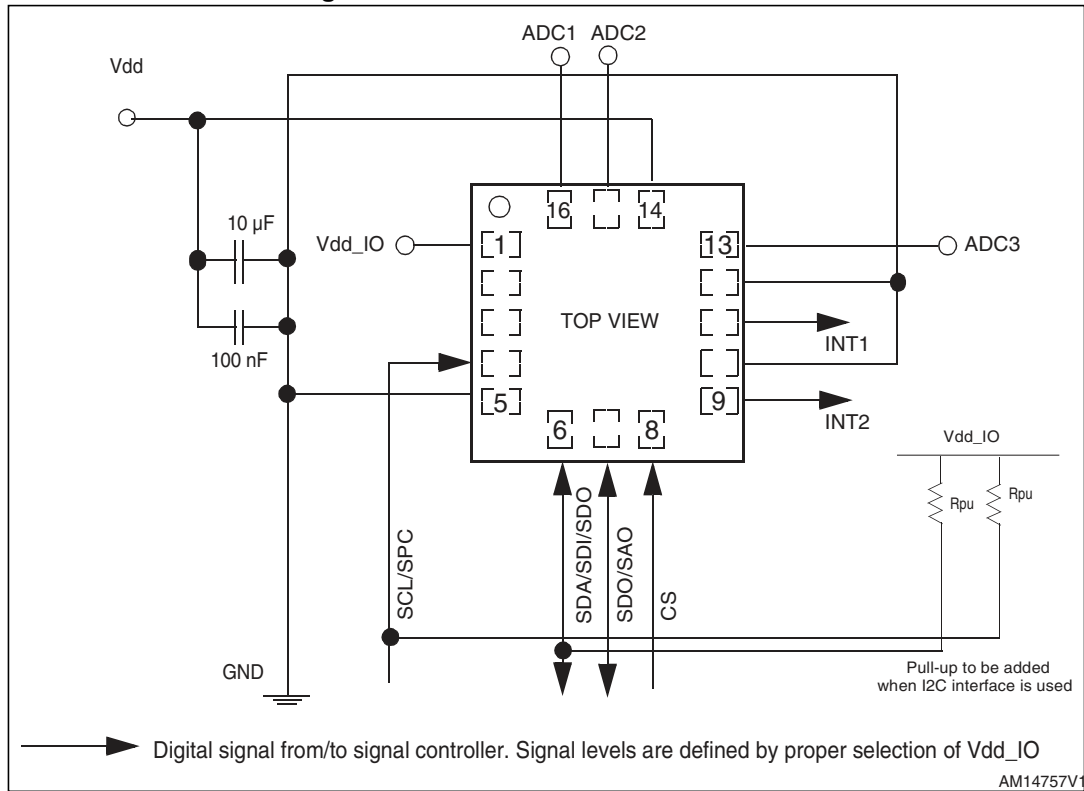 ADC1 ADC2
Vdd
16 14
10 µF
Vdd_IO
1
13
ADC3
TOP VIEW
INT1
100 nF
5
9
INT2
6
8
Vdd_IO
Rpu
Rpu
SCL/SPC
SDA/SDI/SDO
SDO/SAO
CS
GND
Pull-up to be added
when I2C interface is used
Digital signal from/to signal controller. Signal levels are defined by proper selection of Vdd_IO
AM14757V1